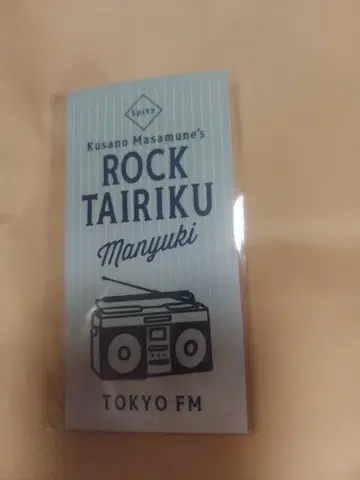 Spitz
Kusano Masamune's
ROCK
TAIRIKU
Manyuki
TOKYO FM